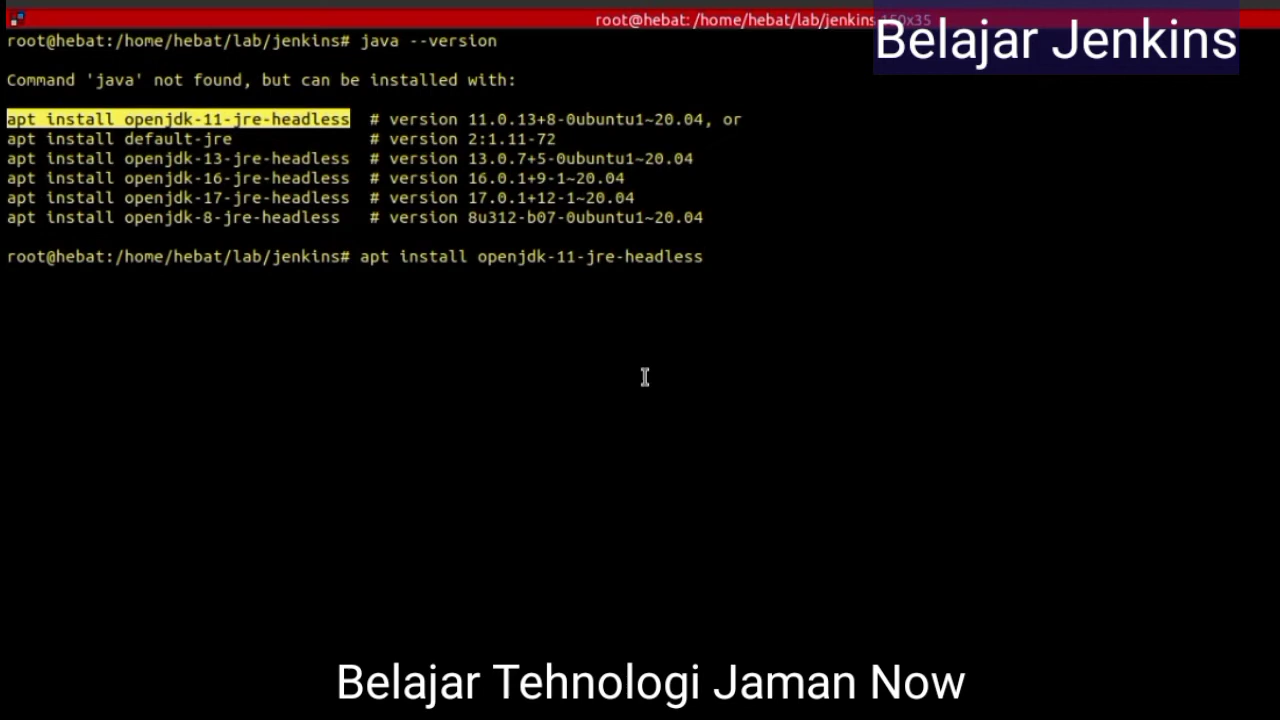 root@hebat: /home/hebat/lab/jenkins 150x35
Belajar Jenkins
root@hebat:/home/hebat/lab/jenkins# java --version
Command 'java' not found, but can be installed with:
apt install openjdk-11-jre-headless  # version 11.0.13+8-0ubuntu1~20.04, or
apt install default-jre              # version 2:1.11-72
apt install openjdk-13-jre-headless  # version 13.0.7+5-0ubuntu1~20.04
apt install openjdk-16-jre-headless  # version 16.0.1+9-1~20.04
apt install openjdk-17-jre-headless  # version 17.0.1+12-1~20.04
apt install openjdk-8-jre-headless   # version 8u312-b07-0ubuntu1~20.04
root@hebat:/home/hebat/lab/jenkins# apt install openjdk-11-jre-headless
Belajar Tehnologi Jaman Now